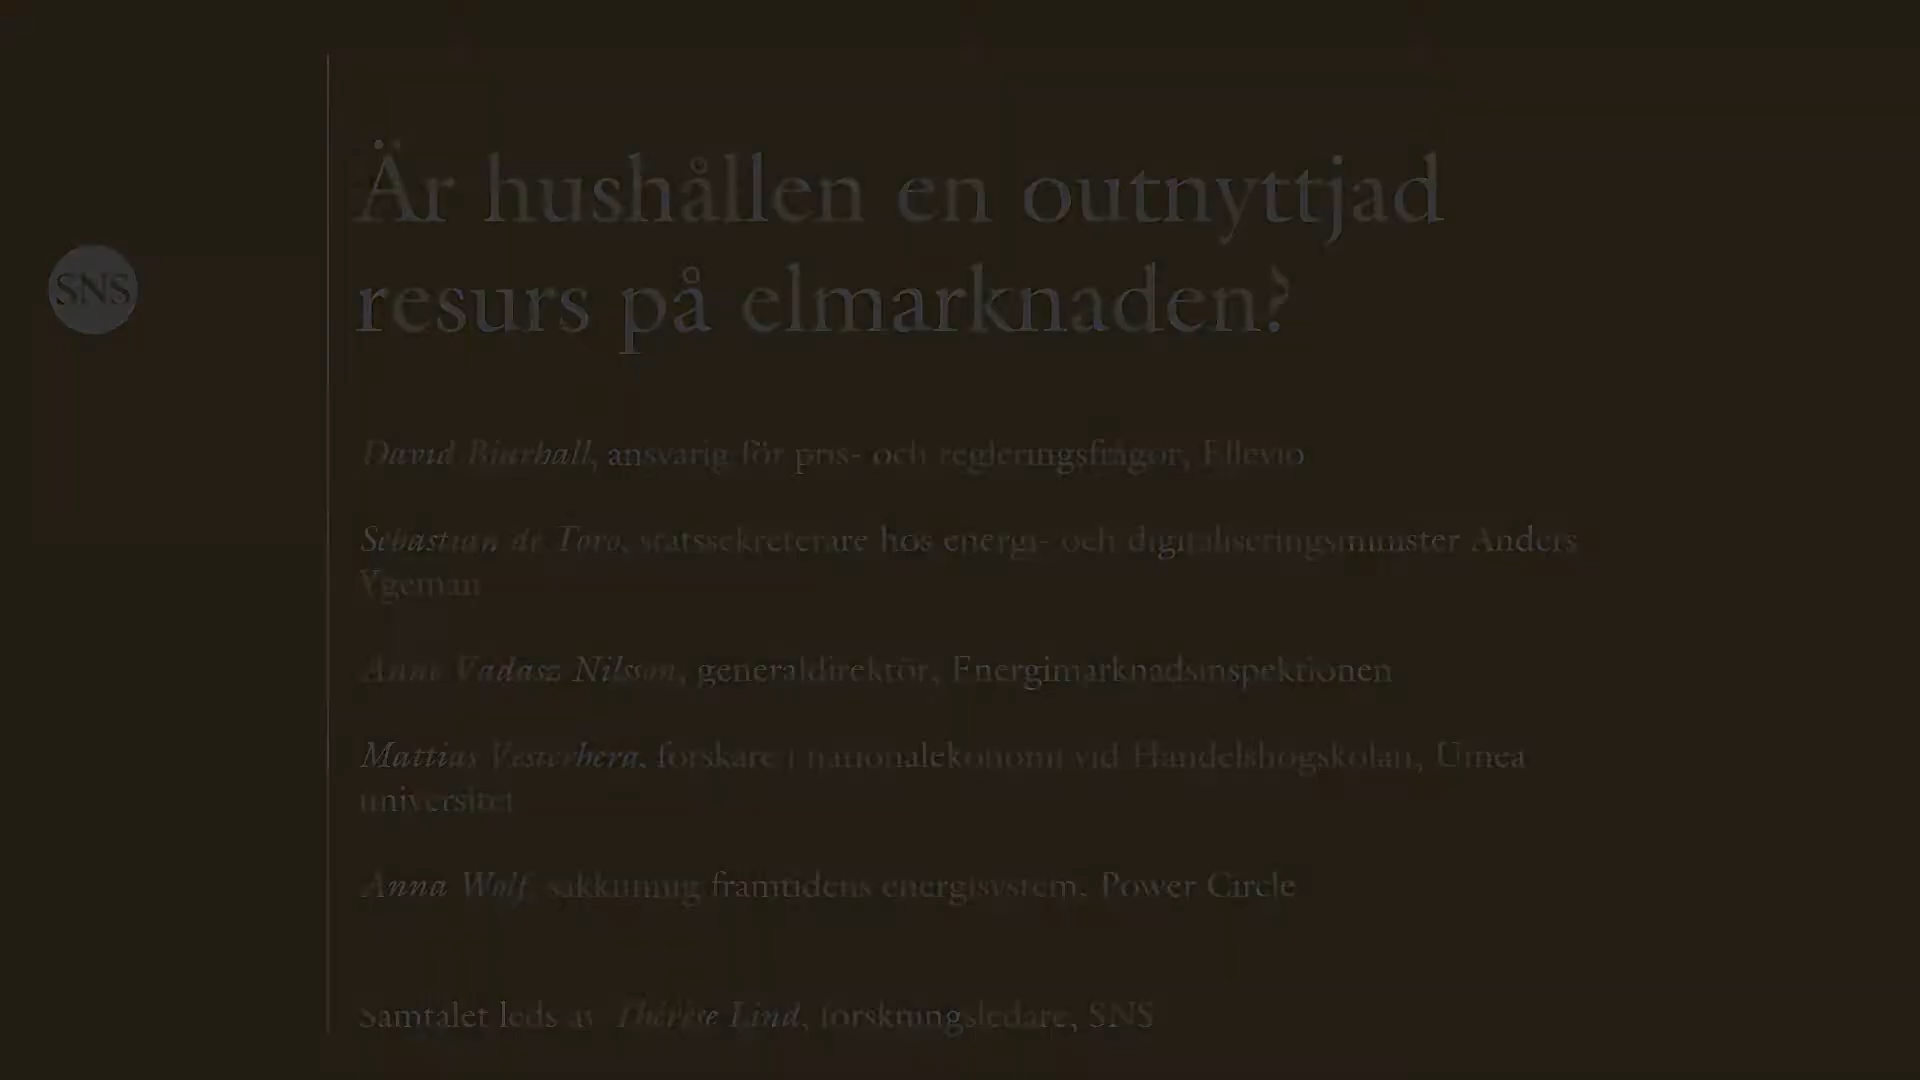 SNS
Är hushållen en outnyttjad
resurs på elmarknaden?
David Bjurhall, ansvarig för pris- och regleringsfrågor, Ellevio
Sebastian de Toro, statssekreterare hos energi- och digitaliseringsminister Anders
Ygeman
Anne Vadasz Nilsson, generaldirektör, Energimarknadsinspektionen
Mattias Vesterberg, forskare i nationalekonomi vid Handelshögskolan, Umeå
universitet
Anna Wolf, sakkunnig framtidens energisystem, Power Circle
Samtalet leds av Thérèse Lind, forskningsledare, SNS